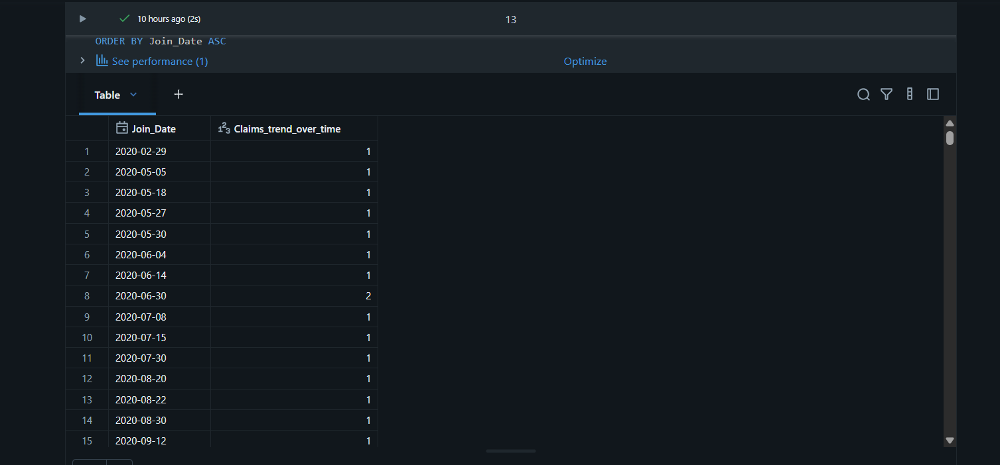 10 hours ago (2s) 13
ORDER BY Join_Date ASC
See performance (1) Optimize
Table +
Join_Date 123 Claims_trend_over_time
1 2020-02-29 1
2 2020-05-05 1
3 2020-05-18 1
4 2020-05-27 1
5 2020-05-30 1
6 2020-06-04 1
7 2020-06-14 1
8 2020-06-30 2
9 2020-07-08 1
10 2020-07-15 1
11 2020-07-30 1
12 2020-08-20 1
13 2020-08-22 1
14 2020-08-30 1
15 2020-09-12 1